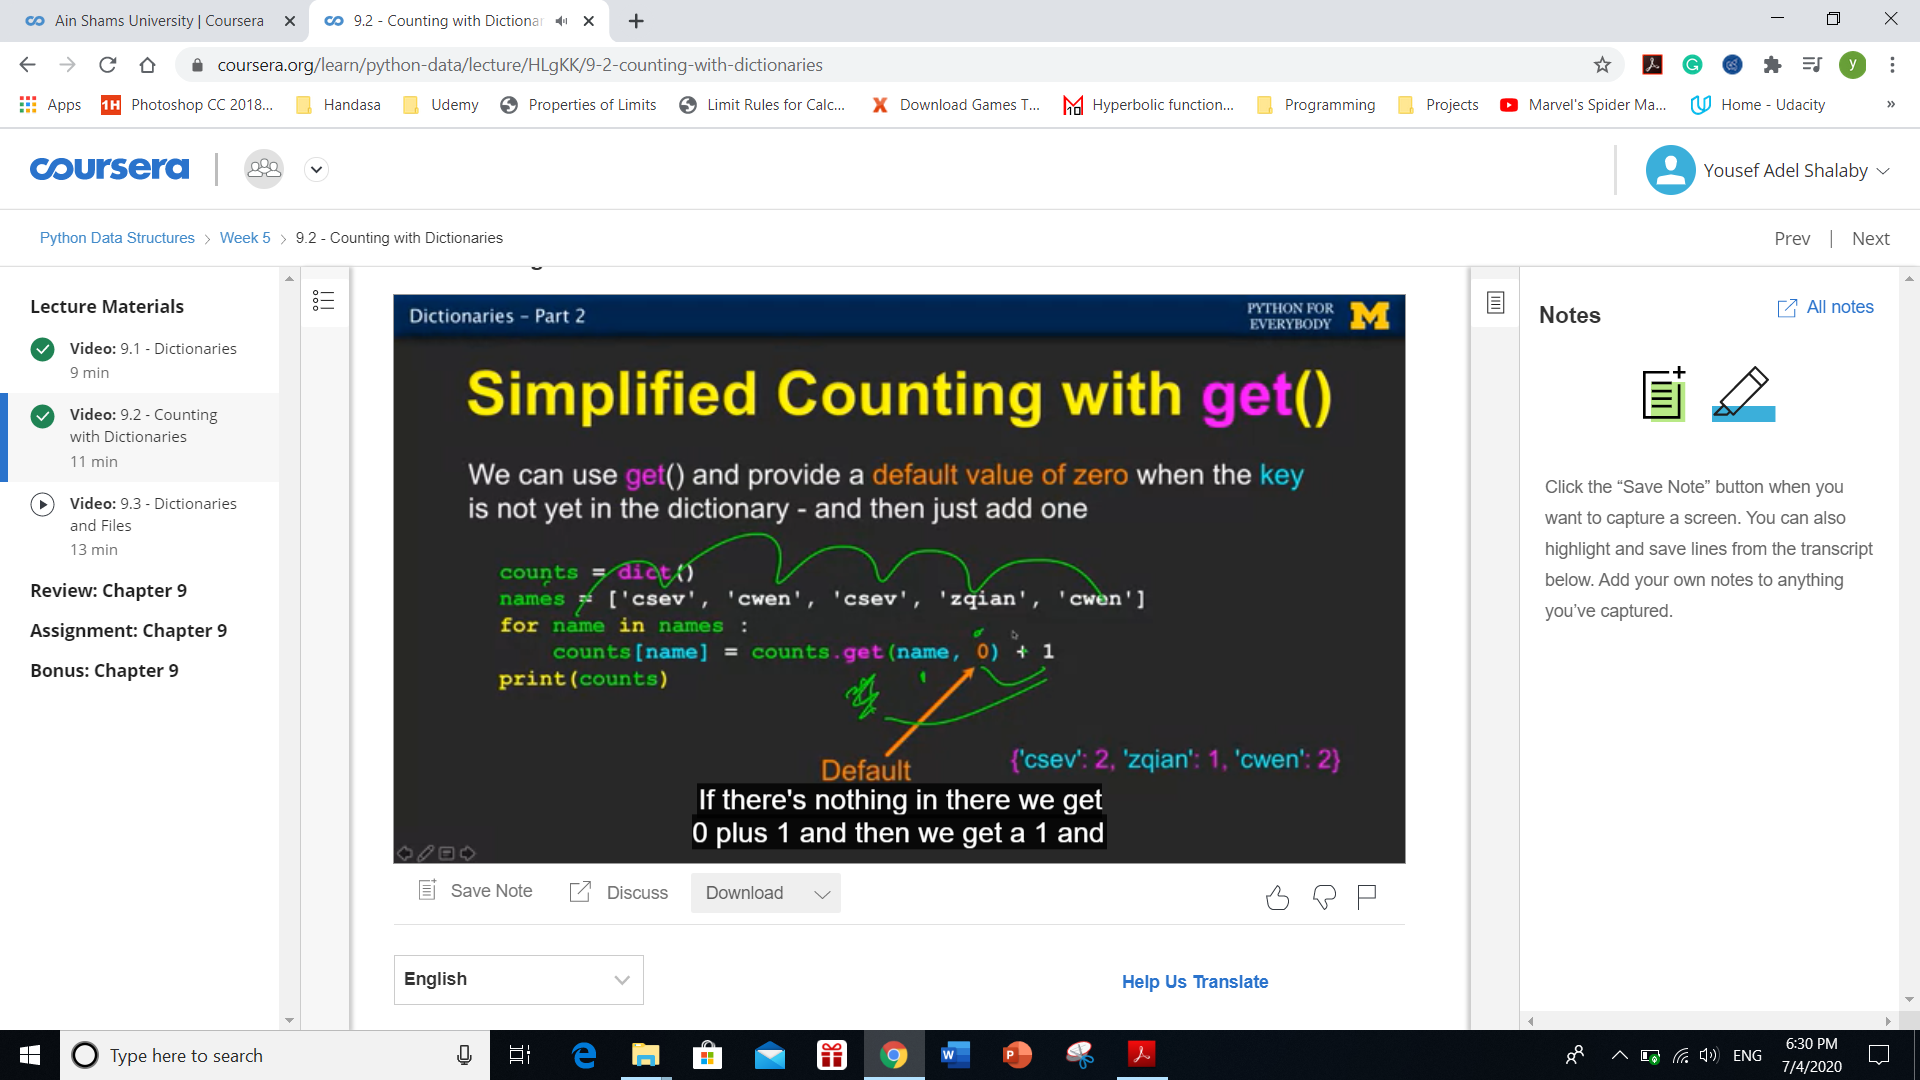 Ain Shams University | Coursera
9.2 - Counting with Dictionar
coursera.org/learn/python-data/lecture/HLgKK/9-2-counting-with-dictionaries
y
Apps
1H
Photoshop CC 2018...
Handasa
Udemy
Properties of Limits
Limit Rules for Calc...
Download Games T...
Hyperbolic function...
Programming
Projects
Marvel's Spider Ma...
Home - Udacity
»
coursera
Yousef Adel Shalaby
Python Data Structures > Week 5 > 9.2 - Counting with Dictionaries
Prev | Next
Lecture Materials
Video: 9.1 - Dictionaries
9 min
Video: 9.2 - Counting
with Dictionaries
11 min
Video: 9.3 - Dictionaries
and Files
13 min
Review: Chapter 9
Assignment: Chapter 9
Bonus: Chapter 9
Dictionaries - Part 2
PYTHON FOR
EVERYBODY
M
Simplified Counting with get()
We can use get() and provide a default value of zero when the key
is not yet in the dictionary - and then just add one
counts = dict()
names = ['csev', 'cwen', 'csev', 'zqian', 'cwen']
for name in names :
counts[name] = counts.get(name, 0) + 1
print(counts)
Default
{'csev': 2, 'zqian': 1, 'cwen': 2}
If there's nothing in there we get
0 plus 1 and then we get a 1 and
Save Note
Discuss
Download
English
Help Us Translate
Notes
All notes
Click the “Save Note” button when you
want to capture a screen. You can also
highlight and save lines from the transcript
below. Add your own notes to anything
you’ve captured.
Type here to search
ENG
6:30 PM
7/4/2020